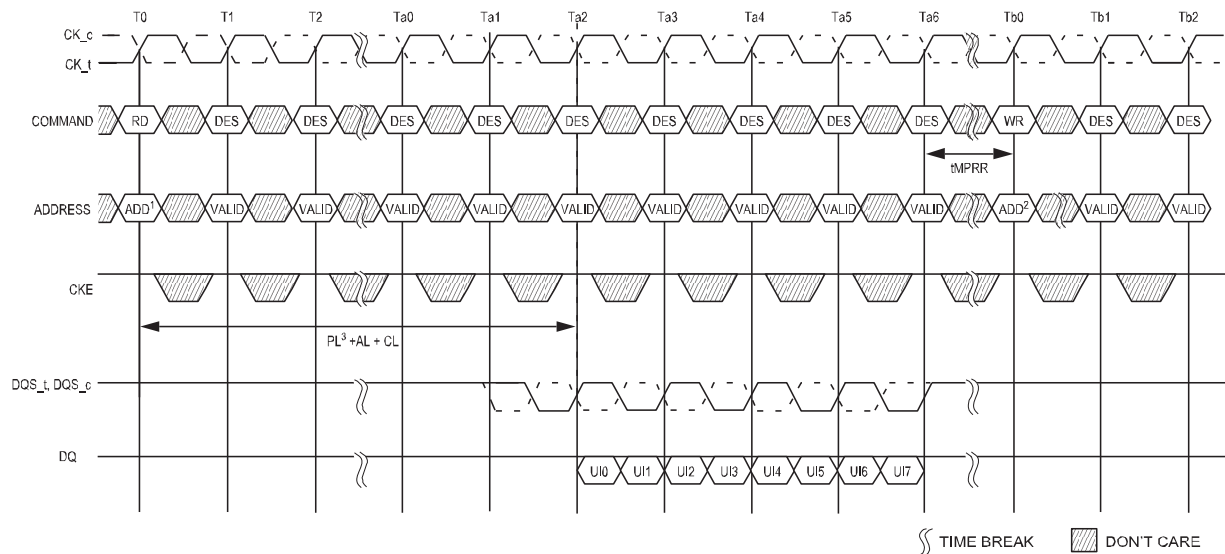 T0 T1 T2 Ta0 Ta1 Ta2 Ta3 Ta4 Ta5 Ta6 Tb0 Tb1 Tb2
CK_c
CK_t
COMMAND RD DES DES DES DES DES DES DES DES DES WR DES DES
tMPRR
ADDRESS ADD¹ VALID VALID VALID VALID VALID VALID VALID VALID VALID ADD² VALID VALID
CKE
PL³ +AL + CL
DQS_t, DQS_c
DQ UI0 UI1 UI2 UI3 UI4 UI5 UI6 UI7
TIME BREAK DON'T CARE